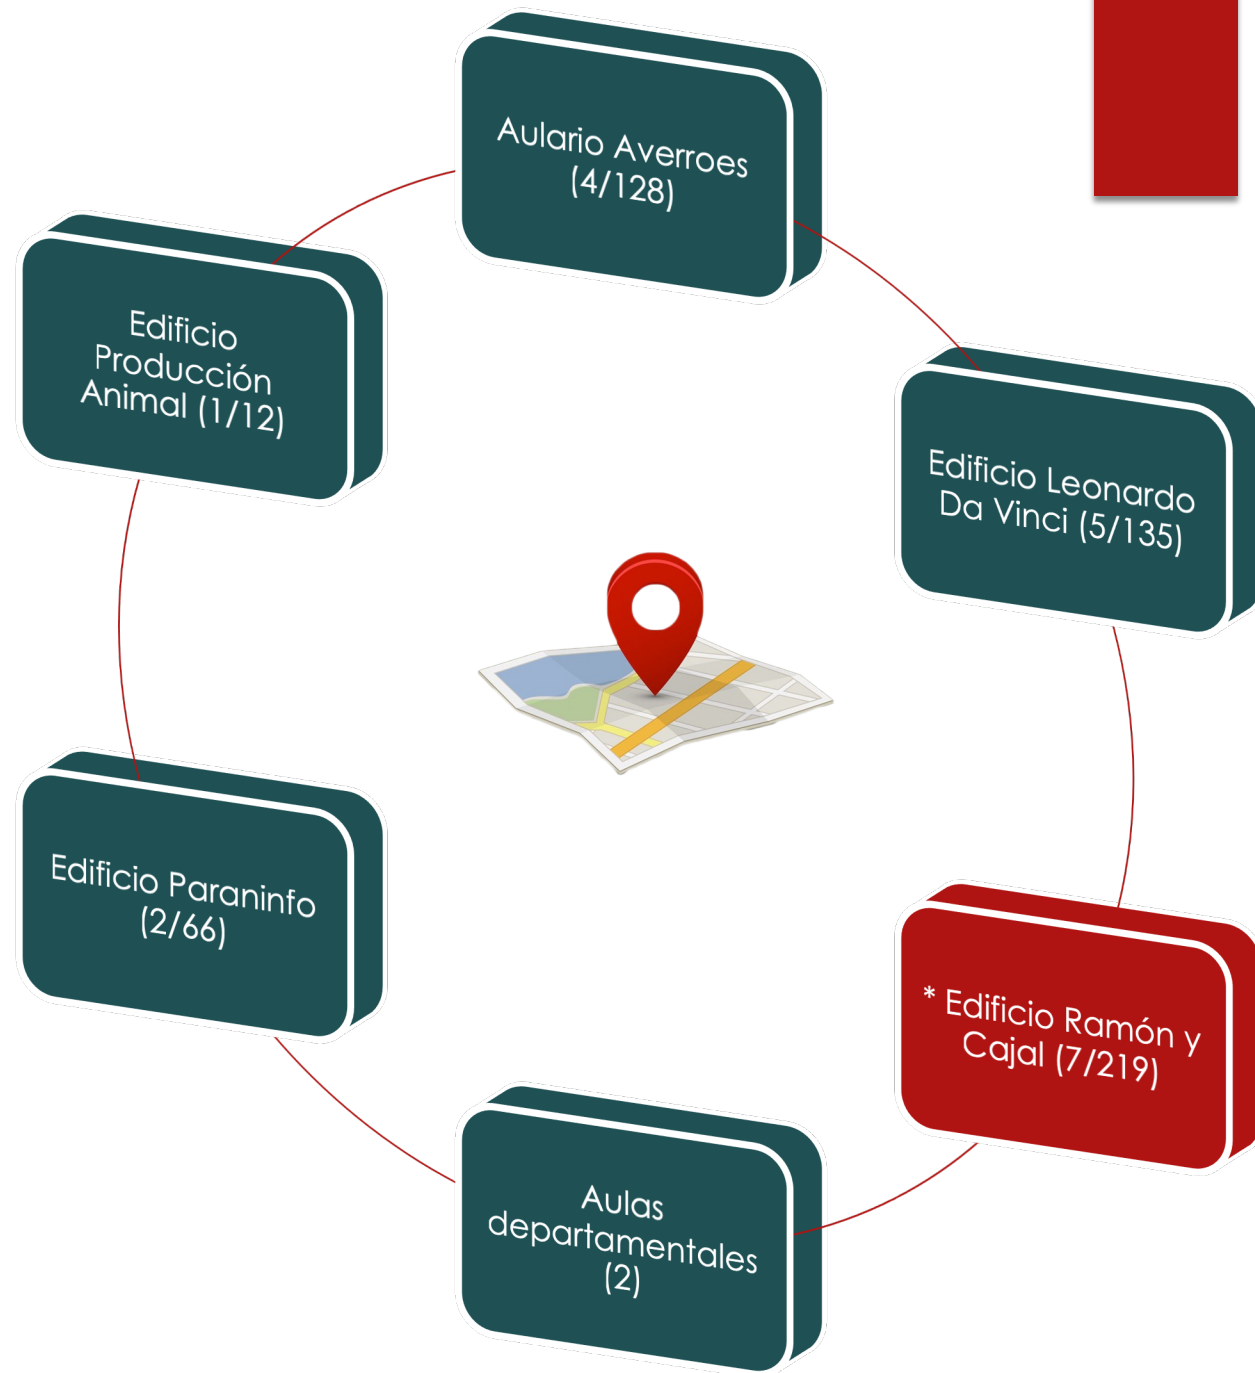 Aulario Averroes
(4/128)
Edificio Leonardo
Da Vinci (5/135)
* Edificio Ramón y
Cajal (7/219)
Aulas
departamentales
(2)
Edificio Paraninfo
(2/66)
Edificio
Producción
Animal (1/12)